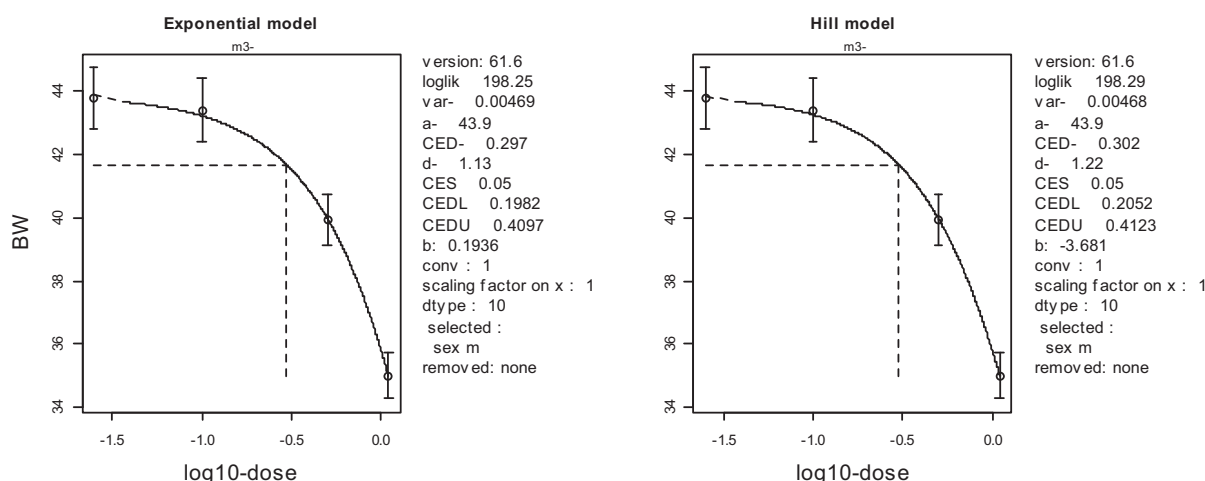 Exponential model
m3-
BW
44
42
40
38
36
34
-1.5 -1.0 -0.5 0.0
log10-dose
version: 61.6
loglik 198.25
var- 0.00469
a- 43.9
CED- 0.297
d- 1.13
CES 0.05
CEDL 0.1982
CEDU 0.4097
b: 0.1936
conv : 1
scaling factor on x : 1
dtype : 10
selected :
sex m
removed: none
Hill model
m3-
44
42
40
38
36
34
-1.5 -1.0 -0.5 0.0
log10-dose
version: 61.6
loglik 198.29
var- 0.00468
a- 43.9
CED- 0.302
d- 1.22
CES 0.05
CEDL 0.2052
CEDU 0.4123
b: -3.681
conv : 1
scaling factor on x : 1
dtype : 10
selected :
sex m
removed: none